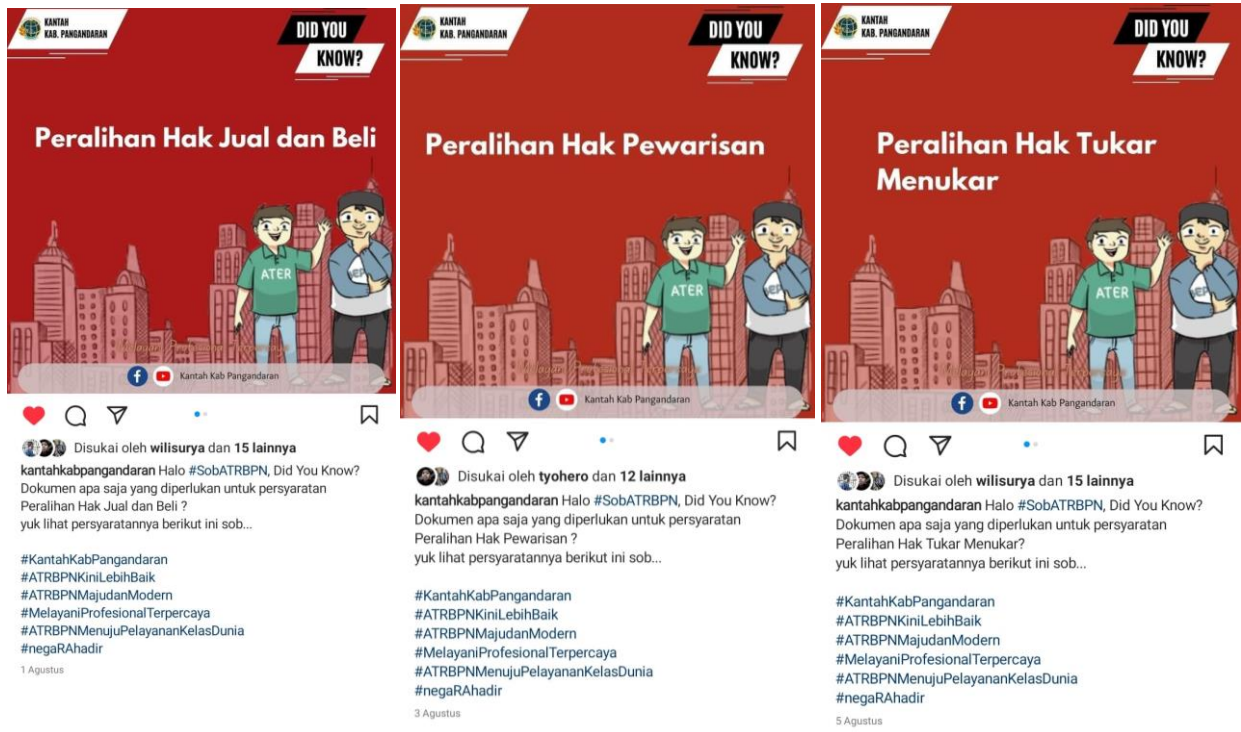 KANTAH
KAB. PANGANDARAN
DID YOU
KNOW?
Peralihan Hak Jual dan Beli
ATER
Kantah Kab Pangandaran
Disukai oleh wilisurya dan 15 lainnya
kantahkabpangandaran Halo #SobATRBPN, Did You Know?
Dokumen apa saja yang diperlukan untuk persyaratan
Peralihan Hak Jual dan Beli ?
yuk lihat persyaratannya berikut ini sob...
#KantahKabPangandaran
#ATRBPNKiniLebihBaik
#ATRBPNMajudanModern
#MelayaniProfesionalTerpercaya
#ATRBPNMenujuPelayananKelasDunia
#negaRAhadir
1 Agustus
KANTAH
KAB. PANGANDARAN
DID YOU
KNOW?
Peralihan Hak Pewarisan
ATER
Kantah Kab Pangandaran
Disukai oleh tyohero dan 12 lainnya
kantahkabpangandaran Halo #SobATRBPN, Did You Know?
Dokumen apa saja yang diperlukan untuk persyaratan
Peralihan Hak Pewarisan ?
yuk lihat persyaratannya berikut ini sob...
#KantahKabPangandaran
#ATRBPNKiniLebihBaik
#ATRBPNMajudanModern
#MelayaniProfesionalTerpercaya
#ATRBPNMenujuPelayananKelasDunia
#negaRAhadir
3 Agustus
KANTAH
KAB. PANGANDARAN
DID YOU
KNOW?
Peralihan Hak Tukar
Menukar
ATER
Kantah Kab Pangandaran
Disukai oleh wilisurya dan 15 lainnya
kantahkabpangandaran Halo #SobATRBPN, Did You Know?
Dokumen apa saja yang diperlukan untuk persyaratan
Peralihan Hak Tukar Menukar?
yuk lihat persyaratannya berikut ini sob...
#KantahKabPangandaran
#ATRBPNKiniLebihBaik
#ATRBPNMajudanModern
#MelayaniProfesionalTerpercaya
#ATRBPNMenujuPelayananKelasDunia
#negaRAhadir
5 Agustus